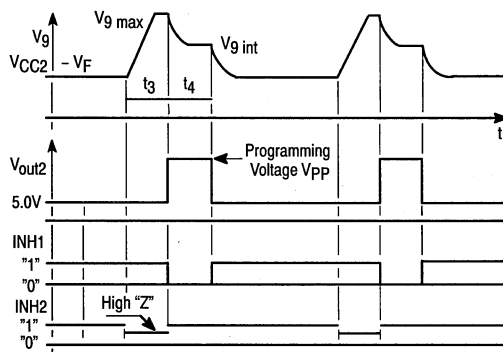 V9 max
V9
V9 int
VCC2 – VF
t3 t4
t
Vout2
Programming
Voltage VPP
5.0V
INH1
"1"
"0"
INH2
High "Z"
"1"
"0"